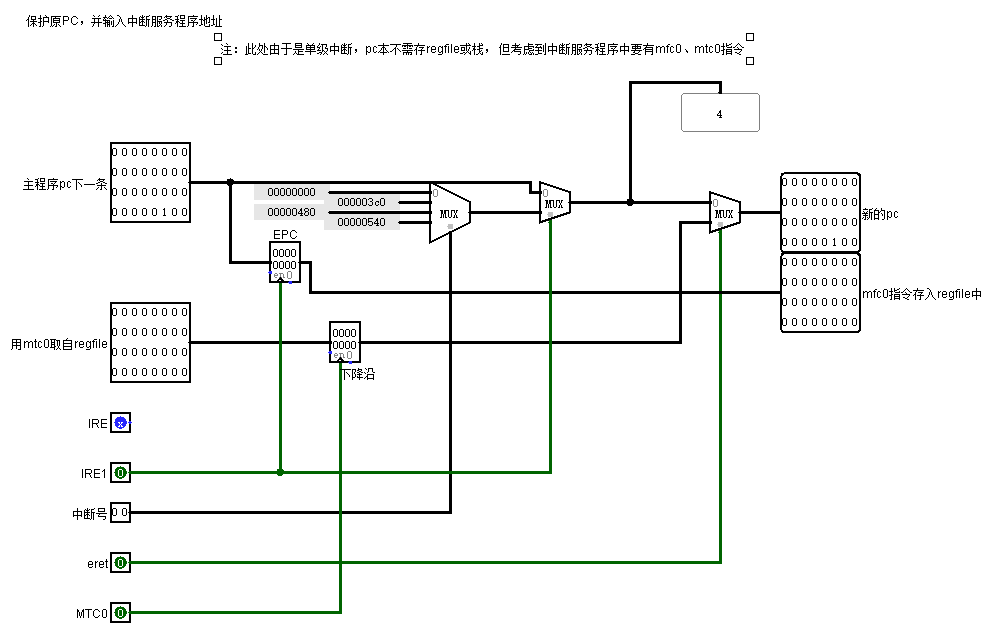 保护原PC，并输入中断服务程序地址
注：此处由于是单级中断，pc本不需存regfile或栈，但考虑到中断服务程序中要有mfc0、mtc0指令
4
主程序pc下一条
0 0 0 0 0 0 0 0
0 0 0 0 0 0 0 0
0 0 0 0 0 0 0 0
0 0 0 0 0 1 0 0
00000000
000003c0
00000480
00000540
0
MUX
0
MUX
0
MUX
0 0 0 0 0 0 0 0
0 0 0 0 0 0 0 0
0 0 0 0 0 0 0 0
0 0 0 0 0 1 0 0
新的pc
EPC
0000
0000
en 0
0 0 0 0 0 0 0 0
0 0 0 0 0 0 0 0
0 0 0 0 0 0 0 0
0 0 0 0 0 0 0 0
mfc0指令存入regfile中
用mtc0取自regfile
0 0 0 0 0 0 0 0
0 0 0 0 0 0 0 0
0 0 0 0 0 0 0 0
0 0 0 0 0 0 0 0
0000
0000
en 0
下降沿
IRE x
IRE1 0
中断号 0 0
eret 0
MTC0 0